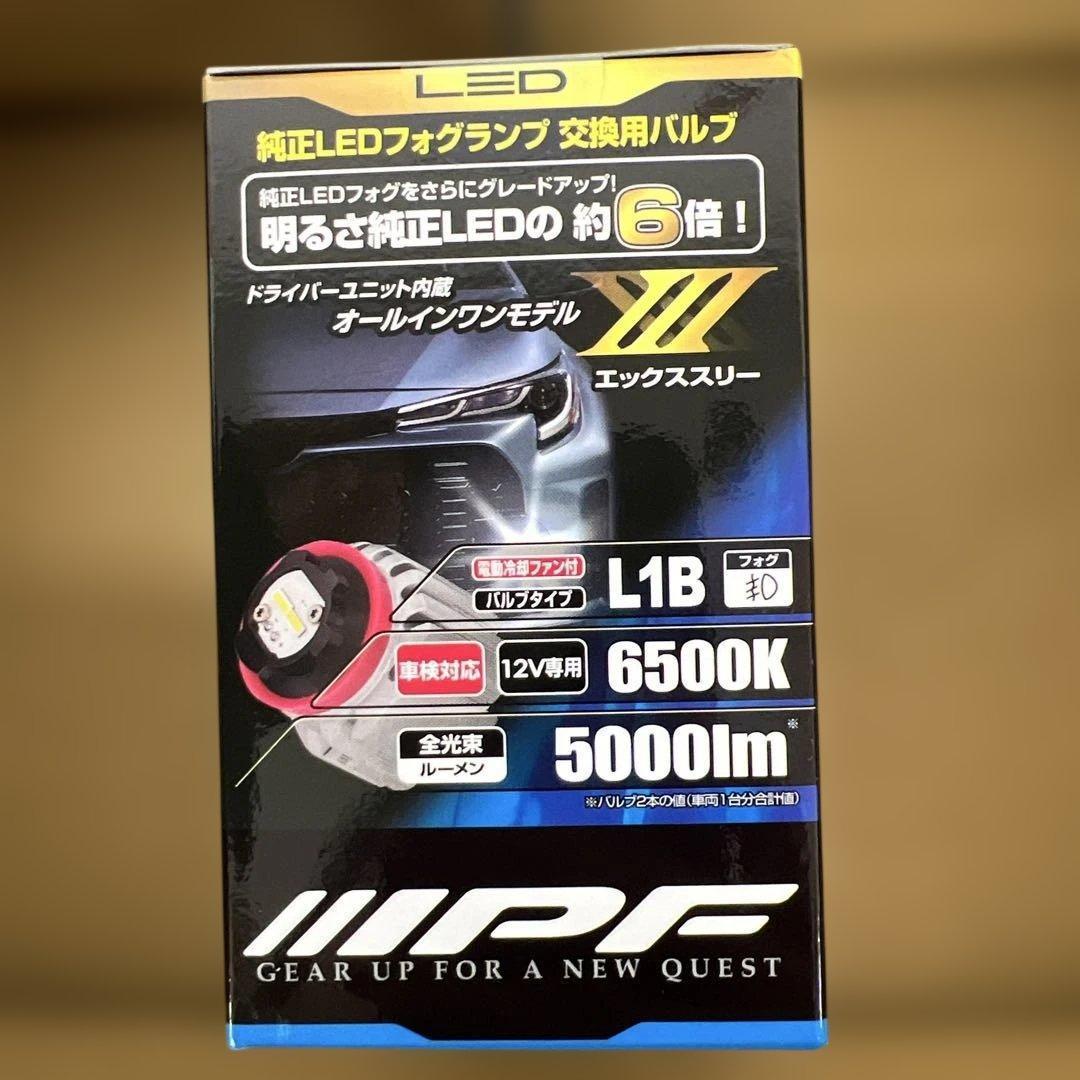 LED
純正LEDフォグランプ 交換用バルブ
純正LEDフォグをさらにグレードアップ!
明るさ純正LEDの 約6倍!
ドライバーユニット内蔵
オールインワンモデル
XIII
エックススリー
電動冷却ファン付
バルブタイプ
L1B
フォグ
車検対応
12V専用
6500K
全光束
ルーメン
5000lm※
※バルブ2本の値(車両1台分合計値)
IPF
GEAR UP FOR A NEW QUEST